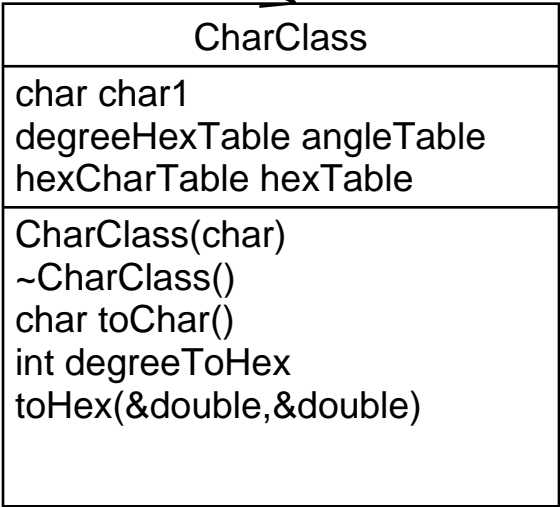 CharClass
char char1
degreeHexTable angleTable
hexCharTable hexTable
CharClass(char)
~CharClass()
char toChar()
int degreeToHex
toHex(&double,&double)